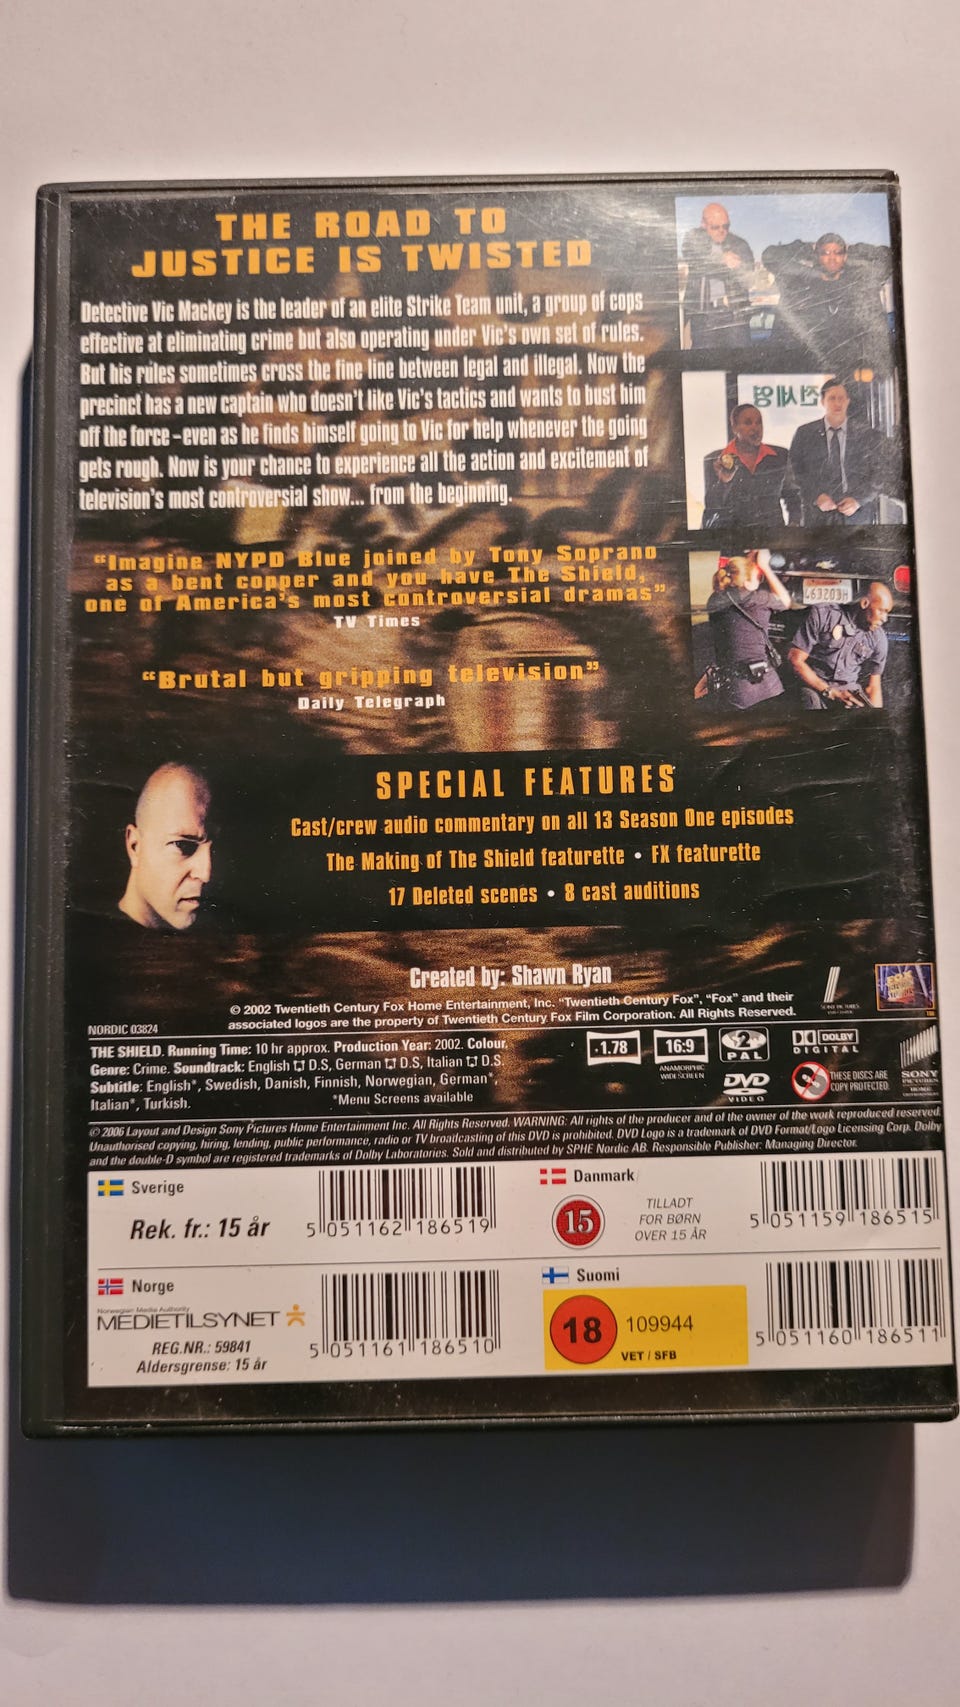 THE ROAD TO
JUSTICE IS TWISTED
Detective Vic Mackey is the leader of an elite Strike Team unit, a group of cops
effective at eliminating crime but also operating under Vic's own set of rules.
But his rules sometimes cross the fine line between legal and illegal. Now the
precinct has a new captain who doesn't like Vic's tactics and wants to bust him
off the force – even as he finds himself going to Vic for help whenever the going
gets rough. Now is your chance to experience all the action and excitement of
television's most controversial show... from the beginning.
"Imagine NYPD Blue joined by Tony Soprano
as a bent copper and you have The Shield,
one of America's most controversial dramas"
TV Times
"Brutal but gripping television"
Daily Telegraph
SPECIAL FEATURES
Cast/crew audio commentary on all 13 Season One episodes
The Making of The Shield featurette • FX featurette
17 Deleted scenes • 8 cast auditions
Created by: Shawn Ryan
© 2002 Twentieth Century Fox Home Entertainment, Inc. "Twentieth Century Fox", "Fox" and their
associated logos are the property of Twentieth Century Fox Film Corporation. All Rights Reserved.
NORDIC 03824
THE SHIELD. Running Time: 10 hr approx. Production Year: 2002. Colour.
Genre: Crime. Soundtrack: English D.S, German D.S, Italian D.S.
Subtitle: English*, Swedish, Danish, Finnish, Norwegian, German*,
Italian*, Turkish.
*Menu Screens available
1.78
16:9
ANAMORPHIC
WIDESCREEN
2
PAL
DVD
VIDEO
DOLBY
DIGITAL
THESE DISCS ARE
COPY PROTECTED.
SONY
PICTURES
HOME
ENTERTAINMENT
© 2006 Layout and Design Sony Pictures Home Entertainment Inc. All Rights Reserved. WARNING: All rights of the producer and of the owner of the work reproduced reserved.
Unauthorised copying, hiring, lending, public performance, radio or TV broadcasting of this DVD is prohibited. DVD Logo is a trademark of DVD Format/Logo Licensing Corp. Dolby
and the double-D symbol are registered trademarks of Dolby Laboratories. Sold and distributed by SPHE Nordic AB. Responsible Publisher: Managing Director.
Sverige
Rek. fr.: 15 år
5 051162 186519
Danmark
15
TILLADT
FOR BØRN
OVER 15 ÅR
5 051159 186515
Norge
Norwegian Media Authority
MEDIETILSYNET
REG.NR.: 59841
Aldersgrense: 15 år
5 051161 186510
Suomi
18
109944
VET / SFB
5 051160 186511